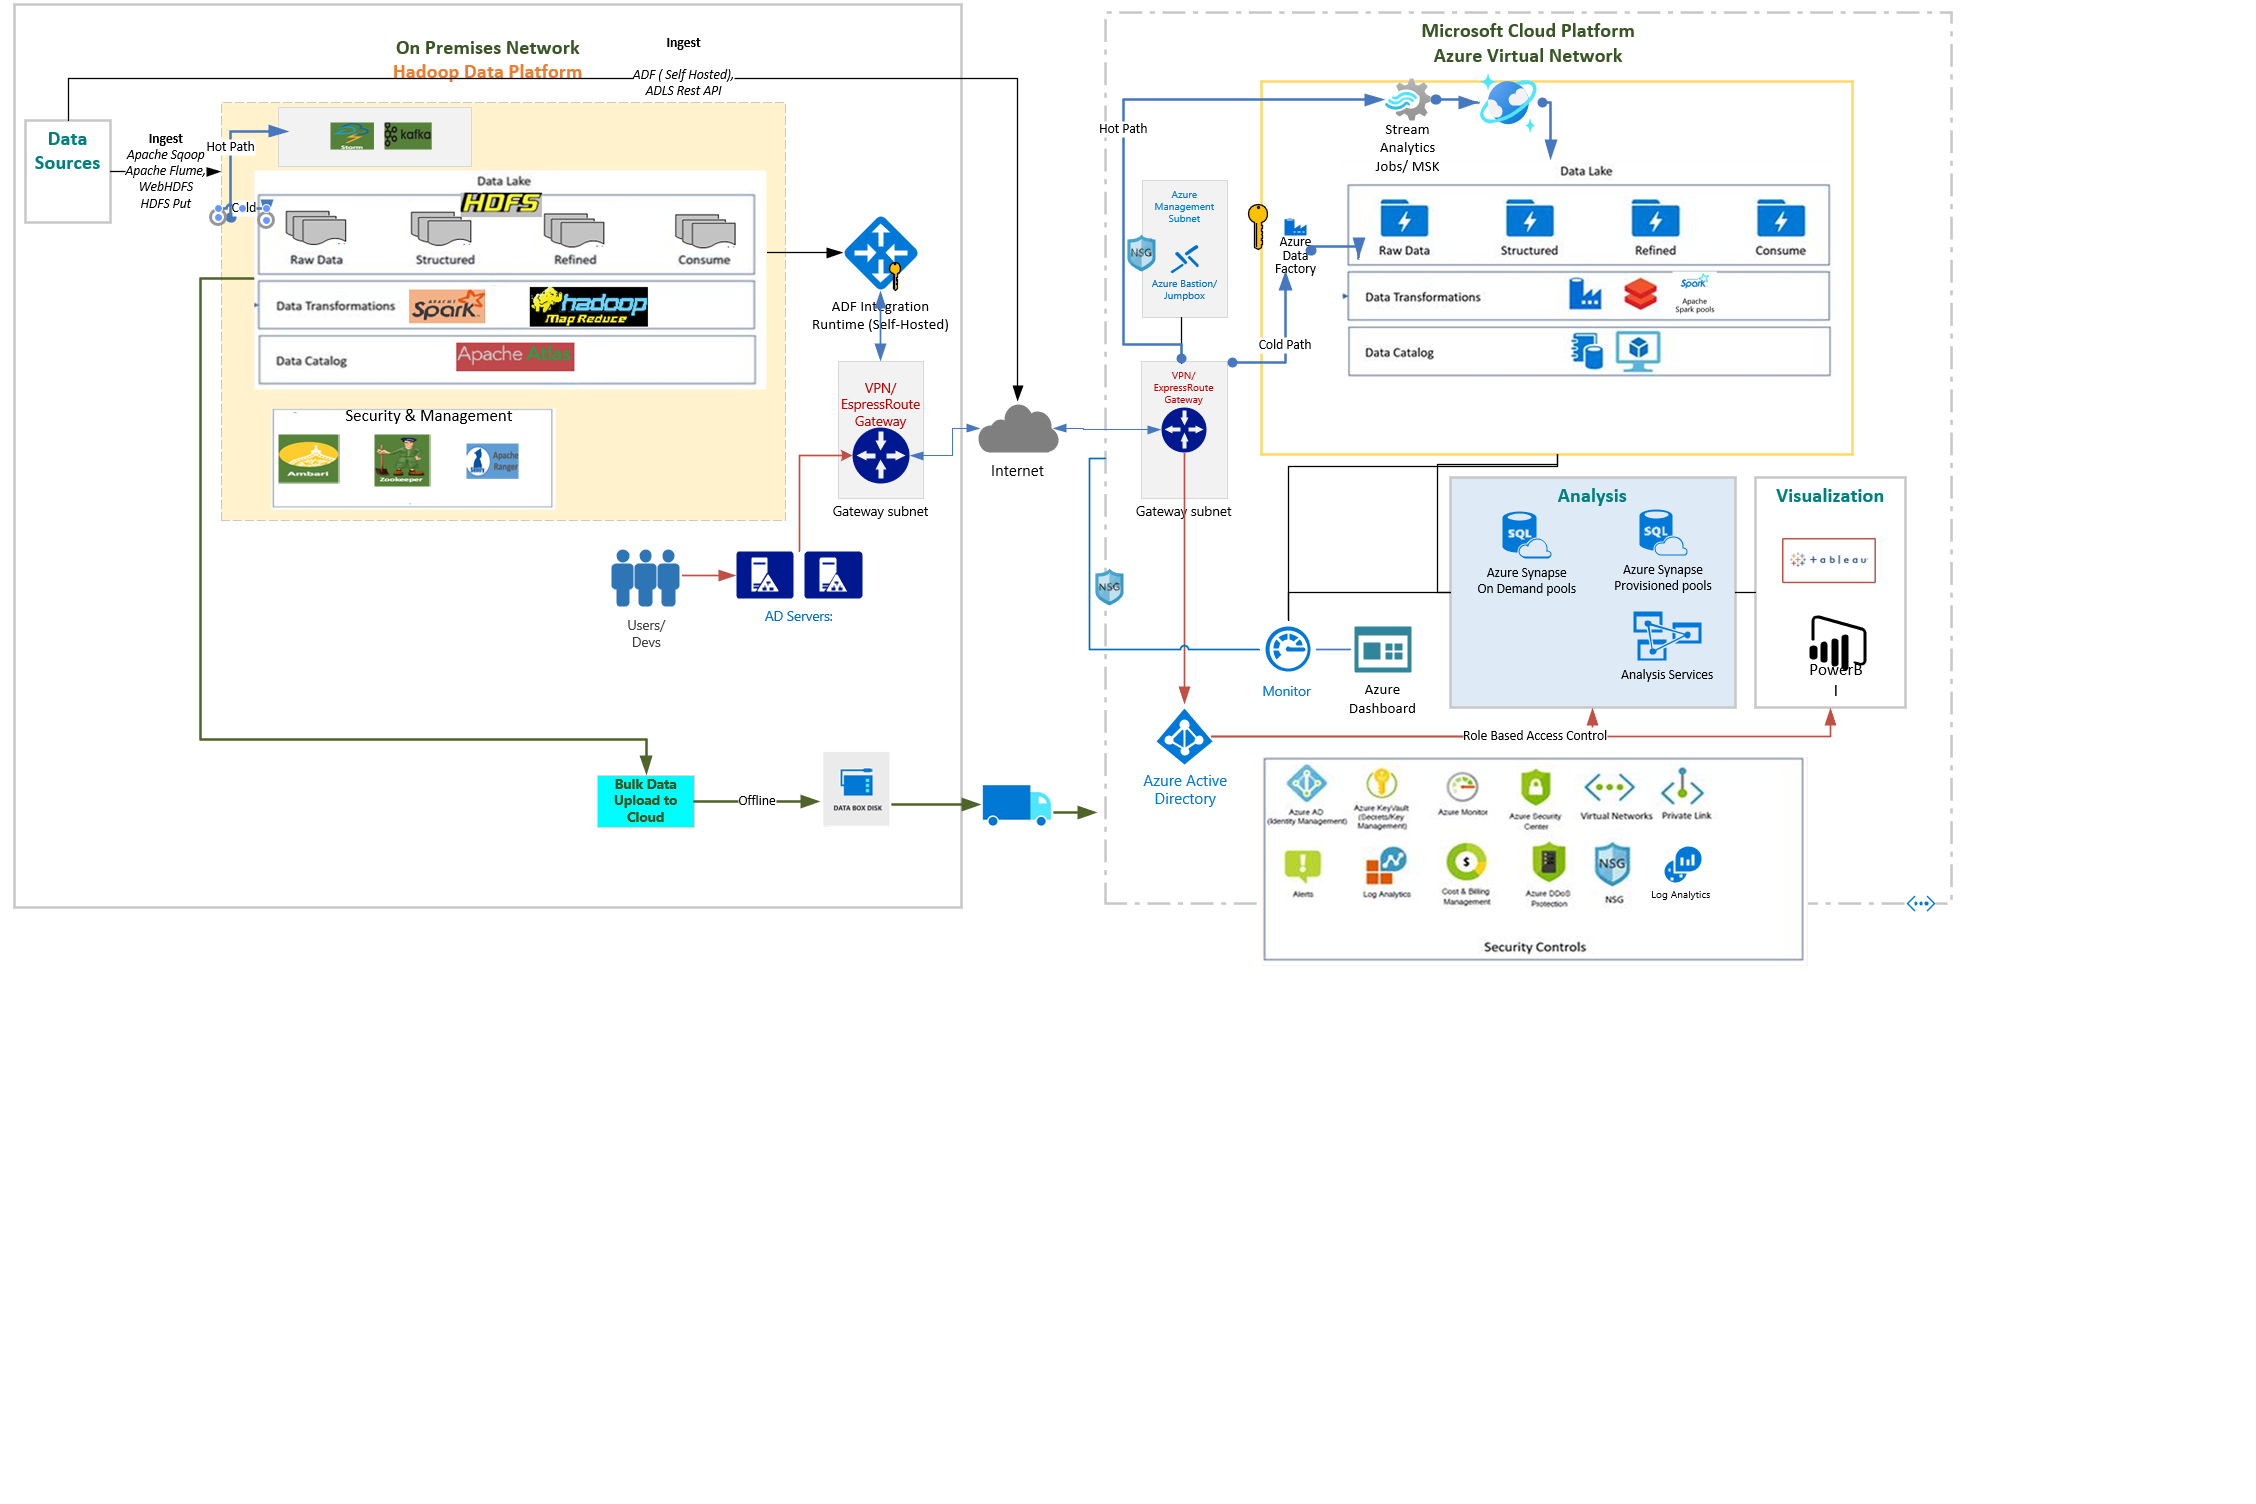 On Premises Network
Hadoop Data Platform
Ingest
ADF ( Self Hosted),
ADLS Rest API
Data
Sources
Ingest
Apache Sqoop
Apache Flume,
WebHDFS
HDFS Put
Hot Path
Cold
Storm
kafka
Data Lake
HDFS
Raw Data
Structured
Refined
Consume
Data Transformations
APACHE
Spark
hadoop
Map Reduce
Data Catalog
Apache Atlas
Security & Management
Ambari
Zookeeper
Apache
Ranger
ADF Integration
Runtime (Self-Hosted)
VPN/
EspressRoute
Gateway
Gateway subnet
Internet
Users/
Devs
AD Servers:
Bulk Data
Upload to
Cloud
Offline
DATA BOX DISK
Microsoft Cloud Platform
Azure Virtual Network
Hot Path
Stream
Analytics
Jobs/ MSK
Azure
Management
Subnet
NSG
Azure Bastion/
Jumpbox
Azure
Data
Factory
Cold Path
VPN/
ExpressRoute
Gateway
Gateway subnet
Data Lake
Raw Data
Structured
Refined
Consume
Data Transformations
Spark
Apache
Spark pools
Data Catalog
NSG
Monitor
Azure
Dashboard
Analysis
SQL
SQL
Azure Synapse
On Demand pools
Azure Synapse
Provisioned pools
Analysis Services
Visualization
+ableau
PowerB
I
Role Based Access Control
Azure Active
Directory
Azure AD
(Identity Management)
Azure KeyVault
(Secrets/Key
Management)
Azure Monitor
Azure Security
Center
Virtual Networks
Private Link
Alerts
Log Analytics
Cost & Billing
Management
Azure DDoS
Protection
NSG
NSG
Log Analytics
Security Controls